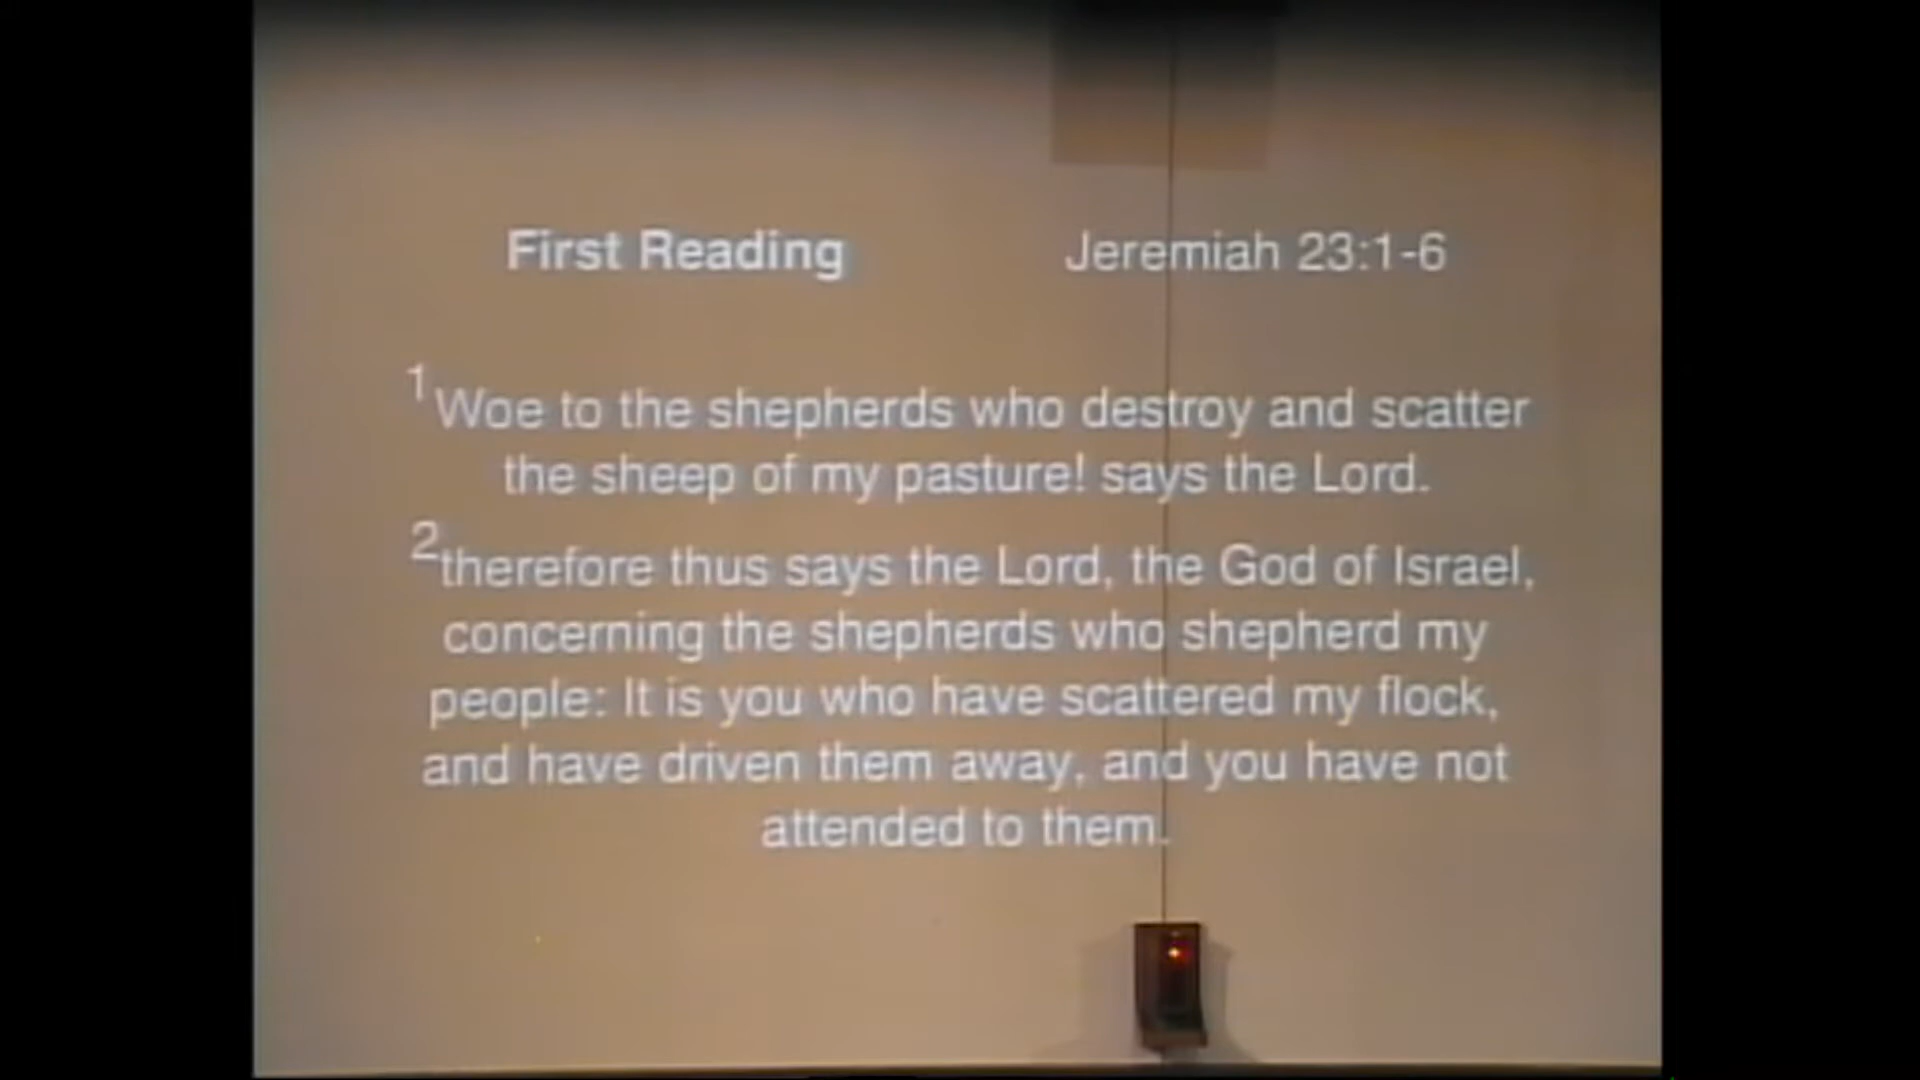 First Reading Jeremiah 23:1-6
1Woe to the shepherds who destroy and scatter
the sheep of my pasture! says the Lord.
2therefore thus says the Lord, the God of Israel,
concerning the shepherds who shepherd my
people: It is you who have scattered my flock,
and have driven them away, and you have not
attended to them.